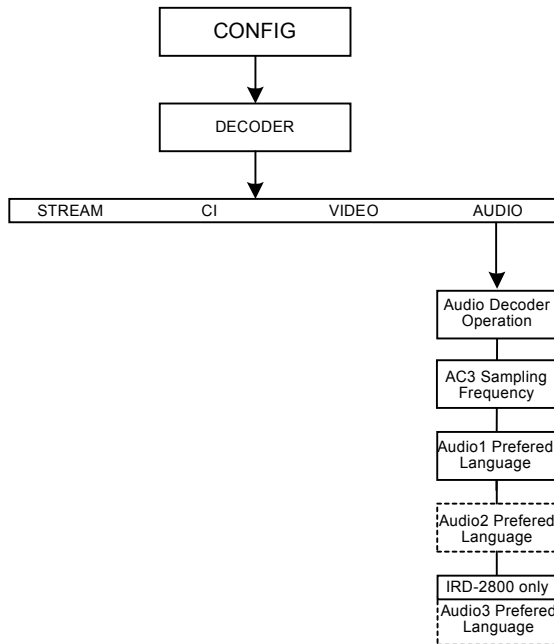 CONFIG
DECODER
STREAM CI VIDEO AUDIO
Audio Decoder
Operation
AC3 Sampling
Frequency
Audio1 Prefered
Language
Audio2 Prefered
Language
IRD-2800 only
Audio3 Prefered
Language